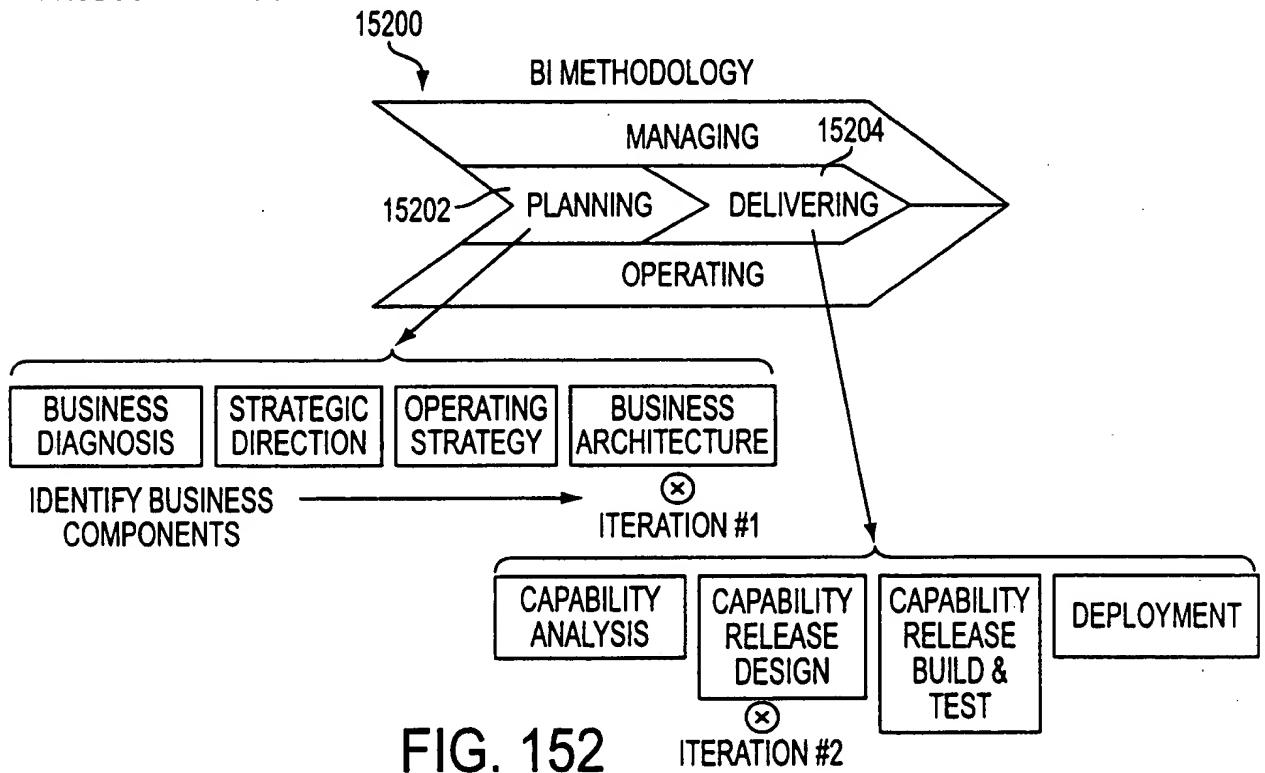 15200
BI METHODOLOGY
MANAGING
15204
15202
PLANNING
DELIVERING
OPERATING
BUSINESS
DIAGNOSIS
STRATEGIC
DIRECTION
OPERATING
STRATEGY
BUSINESS
ARCHITECTURE
IDENTIFY BUSINESS
COMPONENTS
ITERATION #1
CAPABILITY
ANALYSIS
CAPABILITY
RELEASE
DESIGN
CAPABILITY
RELEASE
BUILD &
TEST
DEPLOYMENT
ITERATION #2
FIG. 152